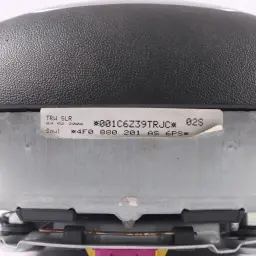 TRW SLR *001C6Z39TRJC* 02S
*4F0 880 201 AS 6PS*